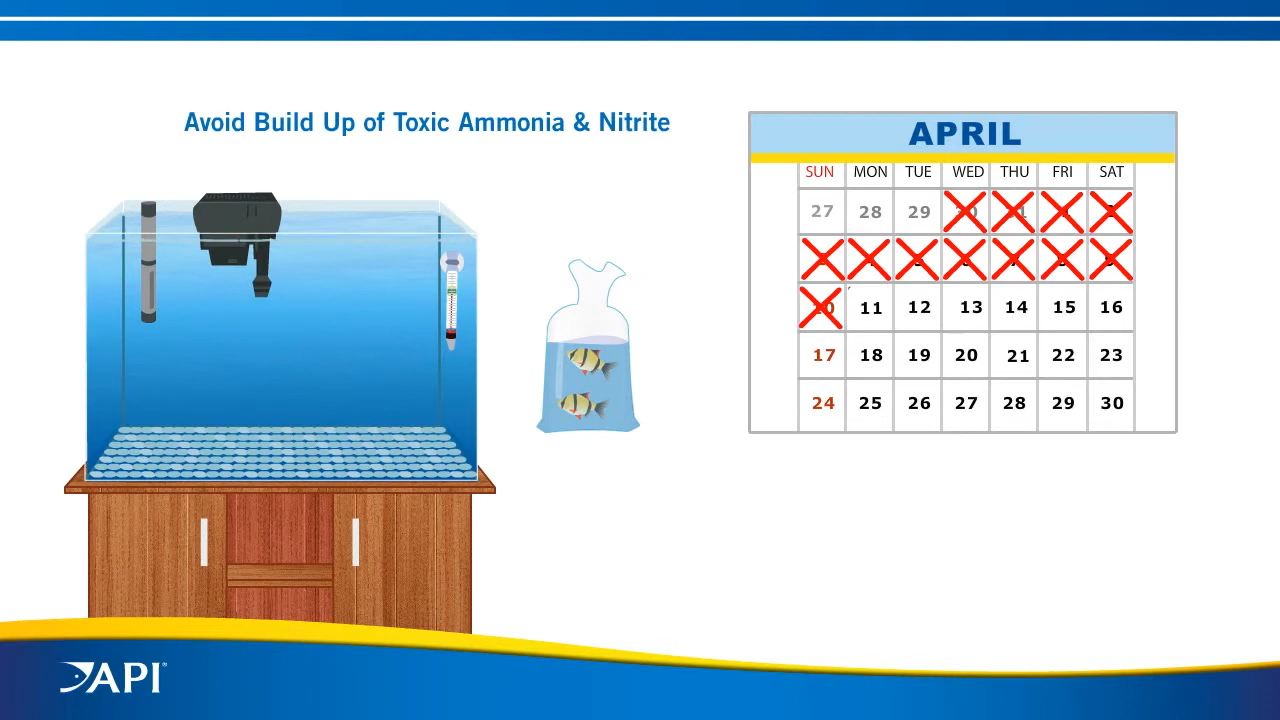 Avoid Build Up of Toxic Ammonia & Nitrite
APRIL
SUN MON TUE WED THU FRI SAT
27 28 29
11 12 13 14 15 16
17 18 19 20 21 22 23
24 25 26 27 28 29 30
API®